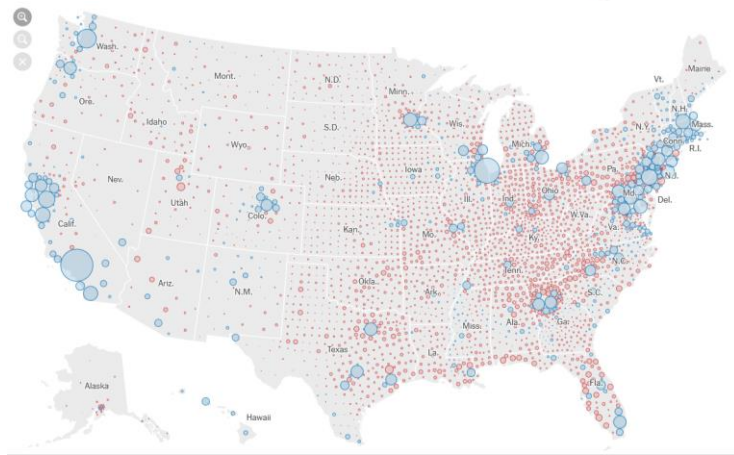 Wash.
Mont.
N.D.
Minn.
Maine
Vt.
Ore.
Idaho
S.D.
Wis.
Mich.
N.Y.
N.H.
Mass.
Conn.
R.I.
Wyo.
Nev.
Utah
Neb.
Iowa
Ill.
Ind.
Ohio
Pa.
N.J.
Md.
Del.
Calif.
Colo.
Kan.
Mo.
Ky.
W.Va.
Va.
Ariz.
N.M.
Okla.
Ark.
Tenn.
N.C.
S.C.
Texas
La.
Miss.
Ala.
Ga.
Fla.
Alaska
Hawaii